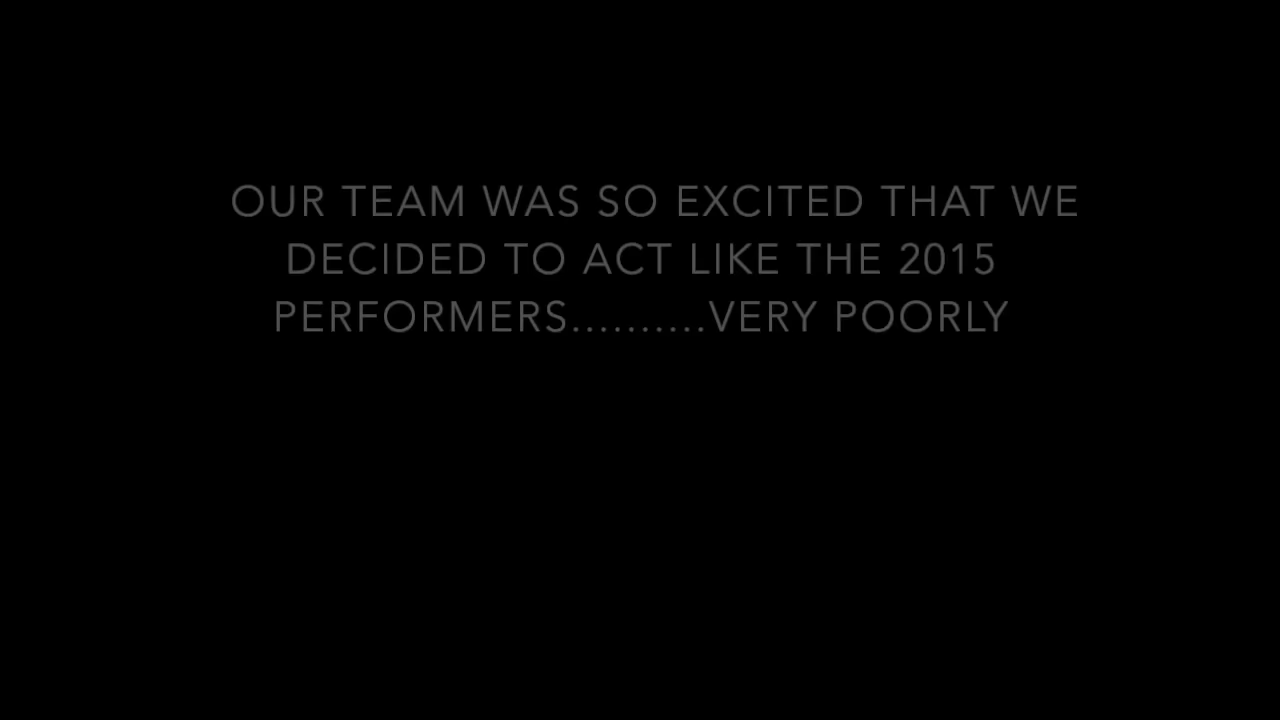 OUR TEAM WAS SO EXCITED THAT WE
DECIDED TO ACT LIKE THE 2015
PERFORMERS..........VERY POORLY